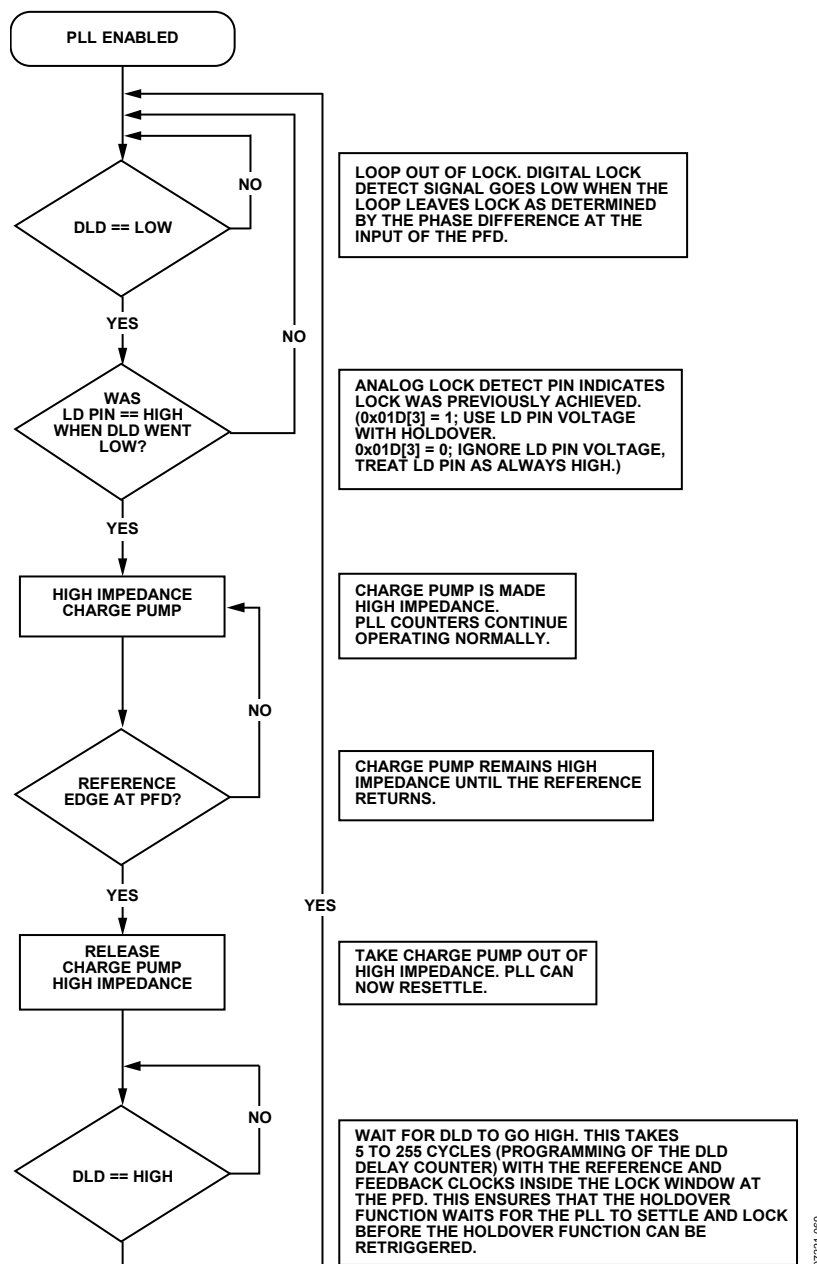 PLL ENABLED
NO
DLD == LOW
LOOP OUT OF LOCK. DIGITAL LOCK
DETECT SIGNAL GOES LOW WHEN THE
LOOP LEAVES LOCK AS DETERMINED
BY THE PHASE DIFFERENCE AT THE
INPUT OF THE PFD.
YES
NO
WAS
LD PIN == HIGH
WHEN DLD WENT
LOW?
ANALOG LOCK DETECT PIN INDICATES
LOCK WAS PREVIOUSLY ACHIEVED.
(0x01D[3] = 1; USE LD PIN VOLTAGE
WITH HOLDOVER.
0x01D[3] = 0; IGNORE LD PIN VOLTAGE,
TREAT LD PIN AS ALWAYS HIGH.)
YES
HIGH IMPEDANCE
CHARGE PUMP
CHARGE PUMP IS MADE
HIGH IMPEDANCE.
PLL COUNTERS CONTINUE
OPERATING NORMALLY.
NO
REFERENCE
EDGE AT PFD?
CHARGE PUMP REMAINS HIGH
IMPEDANCE UNTIL THE REFERENCE
RETURNS.
YES
YES
RELEASE
CHARGE PUMP
HIGH IMPEDANCE
TAKE CHARGE PUMP OUT OF
HIGH IMPEDANCE. PLL CAN
NOW RESETTLE.
NO
DLD == HIGH
WAIT FOR DLD TO GO HIGH. THIS TAKES
5 TO 255 CYCLES (PROGRAMMING OF THE DLD
DELAY COUNTER) WITH THE REFERENCE AND
FEEDBACK CLOCKS INSIDE THE LOCK WINDOW AT
THE PFD. THIS ENSURES THAT THE HOLDOVER
FUNCTION WAITS FOR THE PLL TO SETTLE AND LOCK
BEFORE THE HOLDOVER FUNCTION CAN BE
RETRIGGERED.